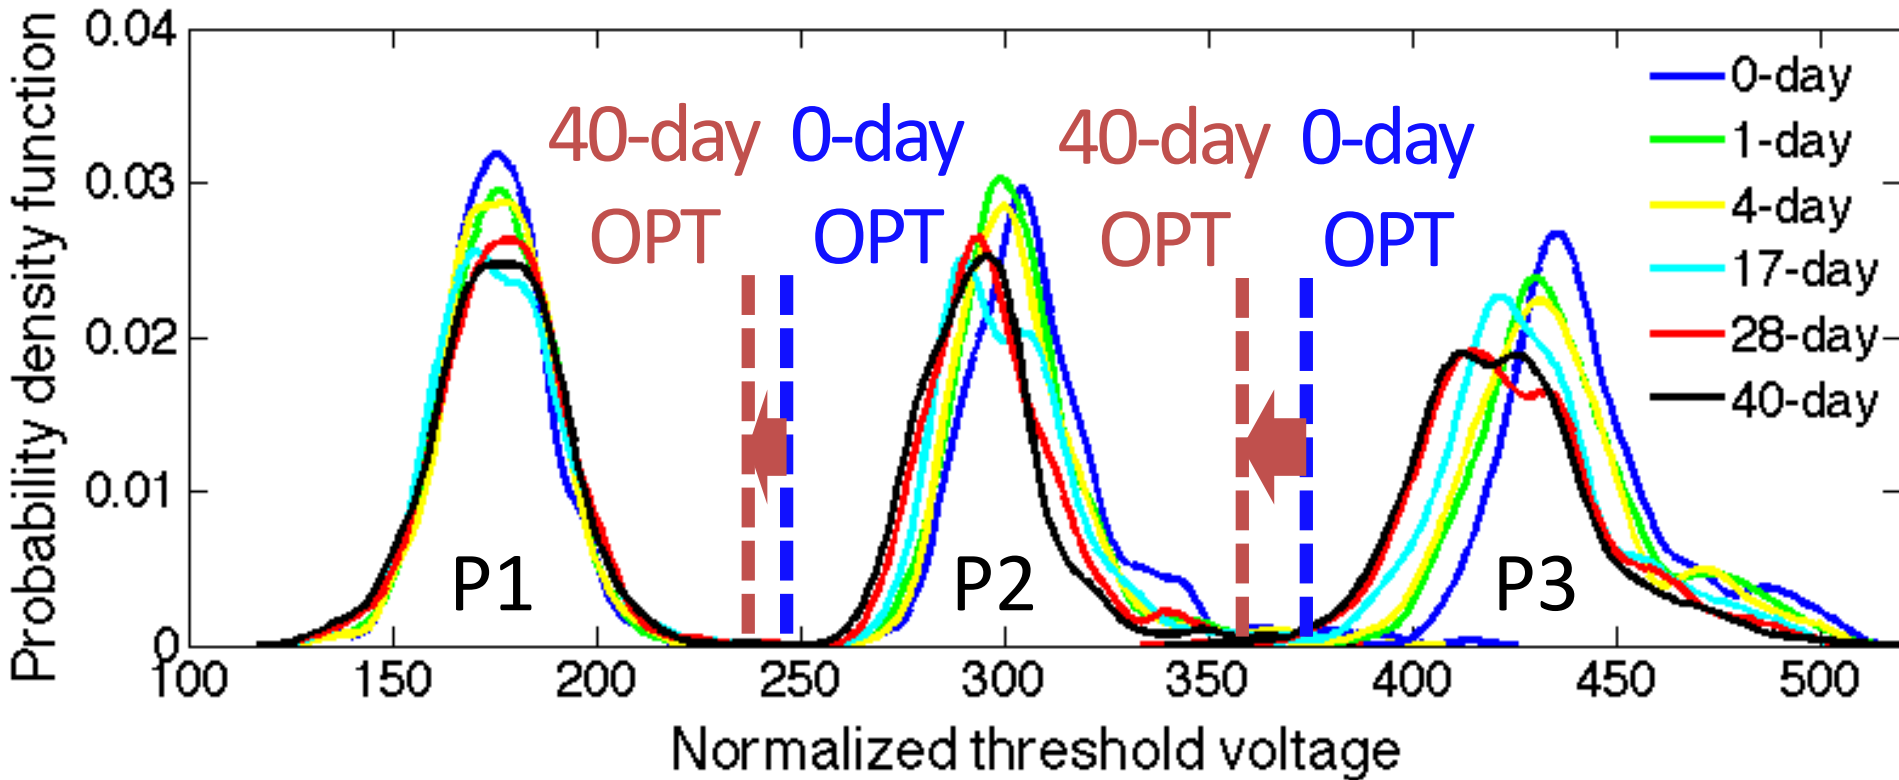 Probability density function
0.04
0.03
0.02
0.01
0
100
150
200
250
300
350
400
450
500
Normalized threshold voltage
40-day
OPT
0-day
OPT
40-day
OPT
0-day
OPT
P1
P2
P3
0-day
1-day
4-day
17-day
28-day
40-day